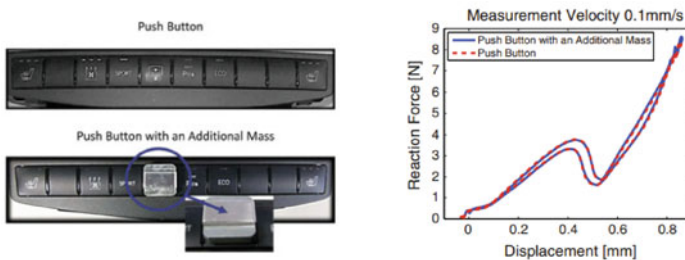 Push Button
SPORT
Pos
ECO
Push Button with an Additional Mass
SPORT
ECO
Measurement Velocity 0.1mm/s
Push Button with an Additional Mass
Push Button
Reaction Force [N]
9
8
7
6
5
4
3
2
1
0
0 0.2 0.4 0.6 0.8
Displacement [mm]